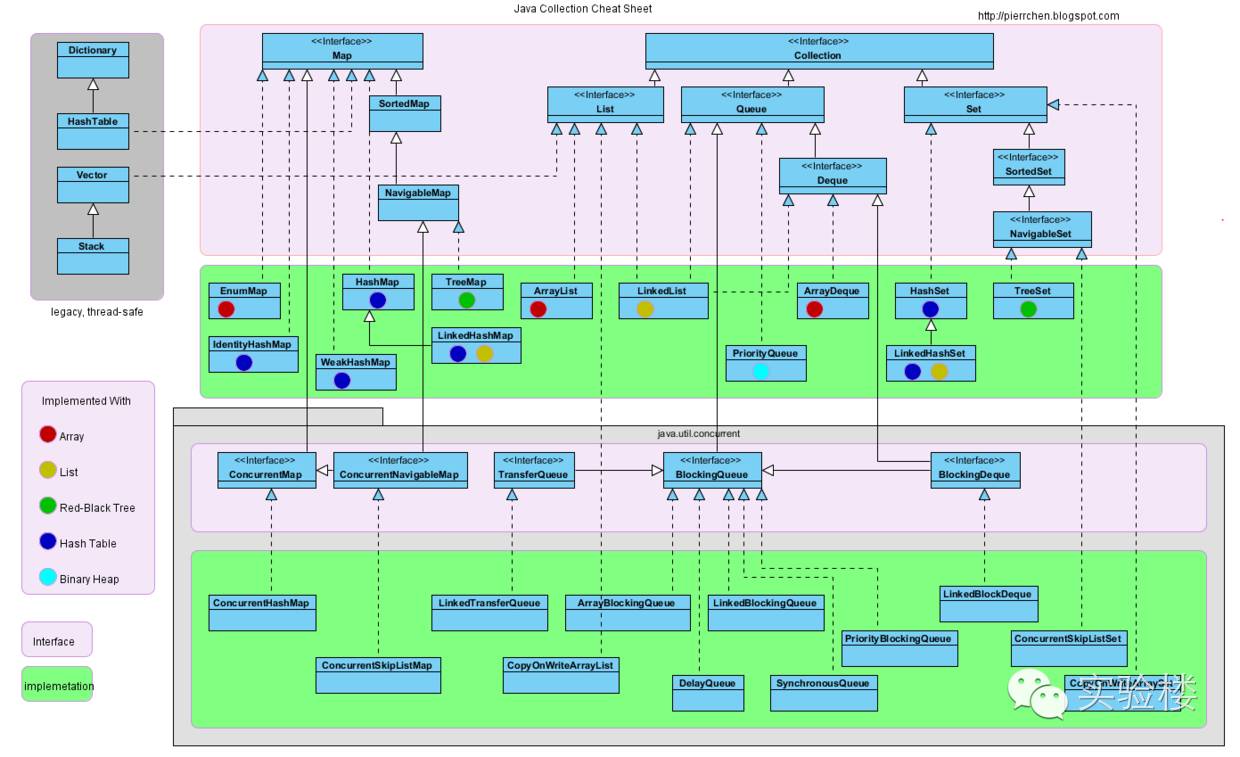 Java Collection Cheat Sheet
http://pierrchen.blogspot.com
Dictionary
HashTable
Vector
Stack
legacy, thread-safe
<<Interface>>
Map
SortedMap
NavigableMap
<<Interface>>
Collection
<<Interface>>
List
<<Interface>>
Queue
<<Interface>>
Set
<<Interface>>
Deque
<<Interface>>
SortedSet
<<Interface>>
NavigableSet
EnumMap
HashMap
TreeMap
ArrayList
LinkedList
ArrayDeque
HashSet
TreeSet
IdentityHashMap
LinkedHashMap
WeakHashMap
PriorityQueue
LinkedHashSet
Implemented With
Array
List
Red-Black Tree
Hash Table
Binary Heap
Interface
implemetation
java.util.concurrent
<<Interface>>
ConcurrentMap
<<Interface>>
ConcurrentNavigableMap
<<Interface>>
TransferQueue
<<Interface>>
BlockingQueue
<<Interface>>
BlockingDeque
ConcurrentHashMap
LinkedTransferQueue
ArrayBlockingQueue
LinkedBlockingQueue
LinkedBlockDeque
PriorityBlockingQueue
ConcurrentSkipListSet
ConcurrentSkipListMap
CopyOnWriteArrayList
DelayQueue
SynchronousQueue
CopyOnWriteArraySet
实验楼